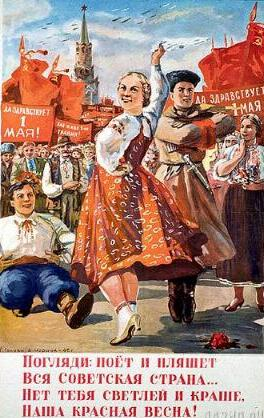 ДА ЗДРАВСТВУЕТ
1
МАЯ!
ДА ЗДРАВСТВУЕТ
1 МАЯ
ПОГЛЯДИ: ПОЁТ И ПЛЯШЕТ
ВСЯ СОВЕТСКАЯ СТРАНА...
НЕТ ТЕБЯ СВЕТЛЕЙ И КРАШЕ,
НАША КРАСНАЯ ВЕСНА!